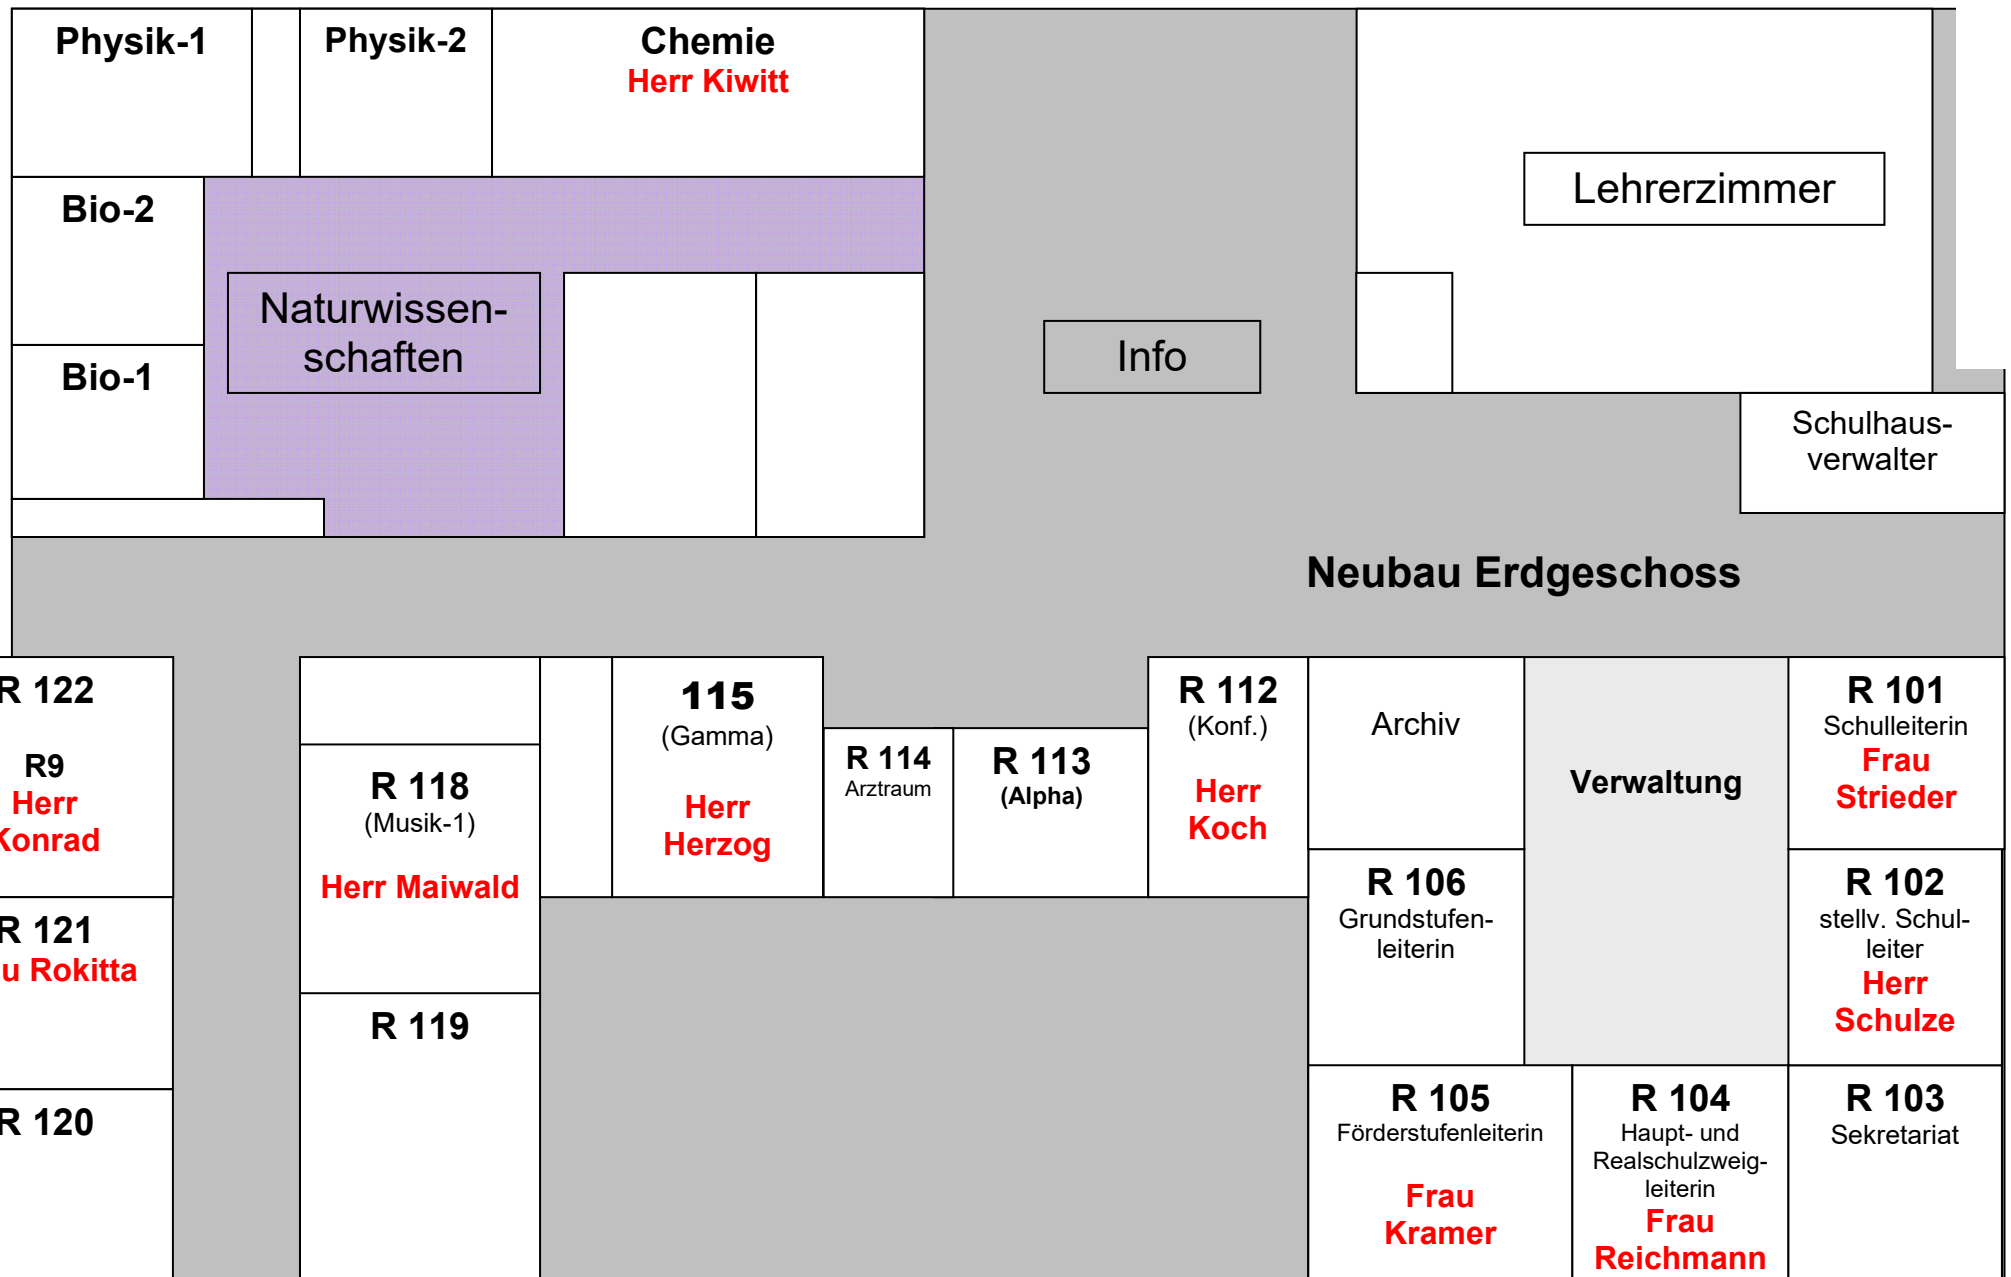 Physik-1
Physik-2
Chemie
Herr Kiwitt
Bio-2
Lehrerzimmer
Naturwissen-
schaften
Info
Bio-1
Schulhaus-
verwalter
Neubau Erdgeschoss
R 122
R9
Herr
Konrad
R 121
u Rokitta
R 120
R 118
(Musik-1)
Herr Maiwald
R 119
115
(Gamma)
Herr
Herzog
R 114
Arztraum
R 113
(Alpha)
R 112
(Konf.)
Herr
Koch
Archiv
Verwaltung
R 101
Schulleiterin
Frau
Strieder
R 106
Grundstufen-
leiterin
R 102
stellv. Schul-
leiter
Herr
Schulze
R 105
Förderstufenleiterin
Frau
Kramer
R 104
Haupt- und
Realschulzweig-
leiterin
Frau
Reichmann
R 103
Sekretariat